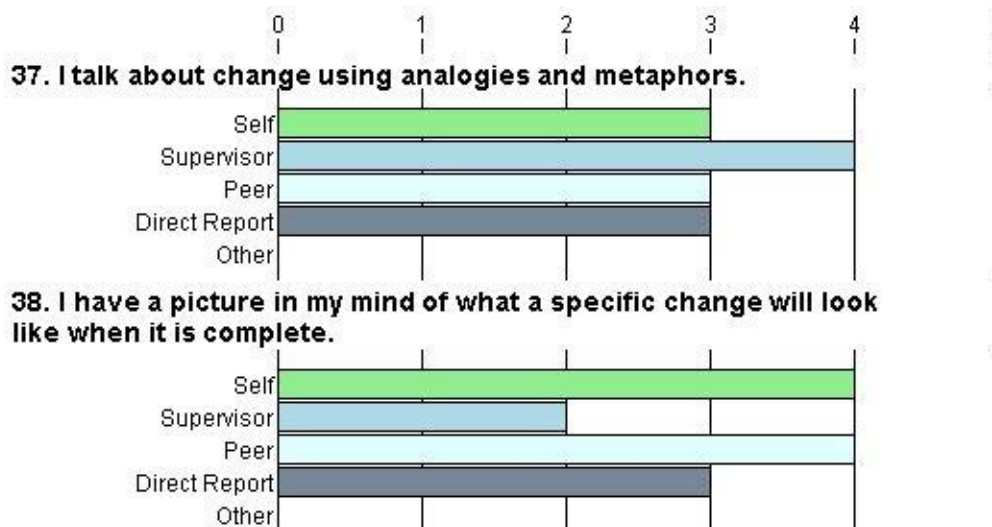 0 1 2 3 4
37. I talk about change using analogies and metaphors.
Self
Supervisor
Peer
Direct Report
Other
38. I have a picture in my mind of what a specific change will look
like when it is complete.
Self
Supervisor
Peer
Direct Report
Other